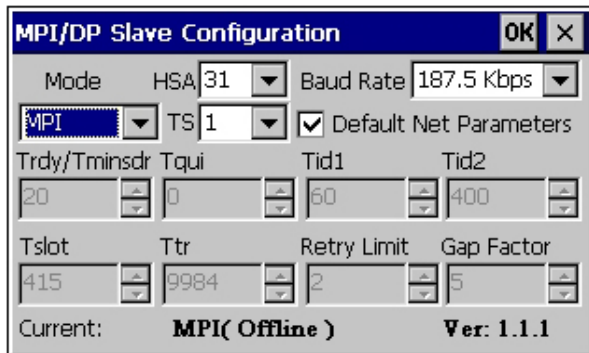 MPI/DP Slave Configuration OK ×
Mode HSA 31 Baud Rate 187.5 Kbps
MPI TS 1 Default Net Parameters
Trdy/Tminsdr Tqui Tid1 Tid2
20 0 60 400
Tslot Ttr Retry Limit Gap Factor
415 9984 2 5
Current: MPI( Offline ) Ver: 1.1.1